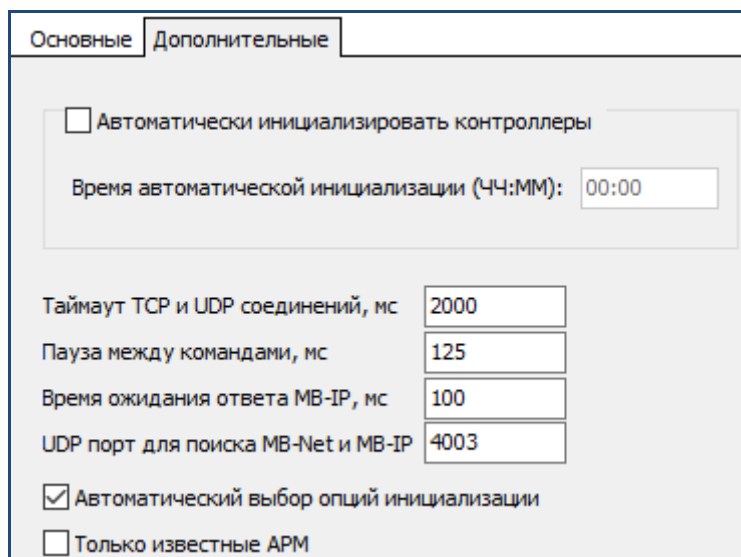 Основные Дополнительные
Автоматически инициализировать контроллеры
Время автоматической инициализации (ЧЧ:ММ): 00:00
Таймаут TCP и UDP соединений, мс 2000
Пауза между командами, мс 125
Время ожидания ответа MB-IP, мс 100
UDP порт для поиска MB-Net и MB-IP 4003
Автоматический выбор опций инициализации
Только известные АРМ